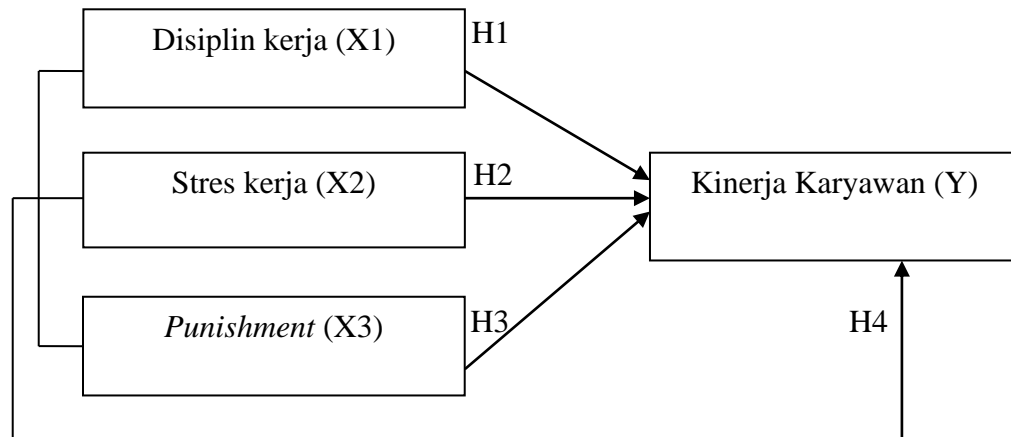 Disiplin kerja (X1)
H1
Stres kerja (X2)
H2
Kinerja Karyawan (Y)
Punishment (X3)
H3
H4